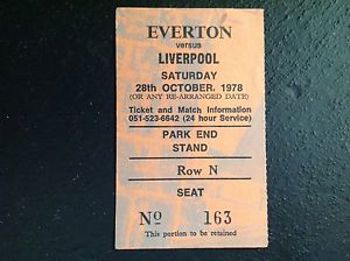 EVERTON
versus
LIVERPOOL
SATURDAY
28th OCTOBER. 1978
(OR ANY RE-ARRANGED DATE)
Ticket and Match Information
051-523-6642 (24 hour Service)
PARK END
STAND
Row N
SEAT
No 163
This portion to be retained